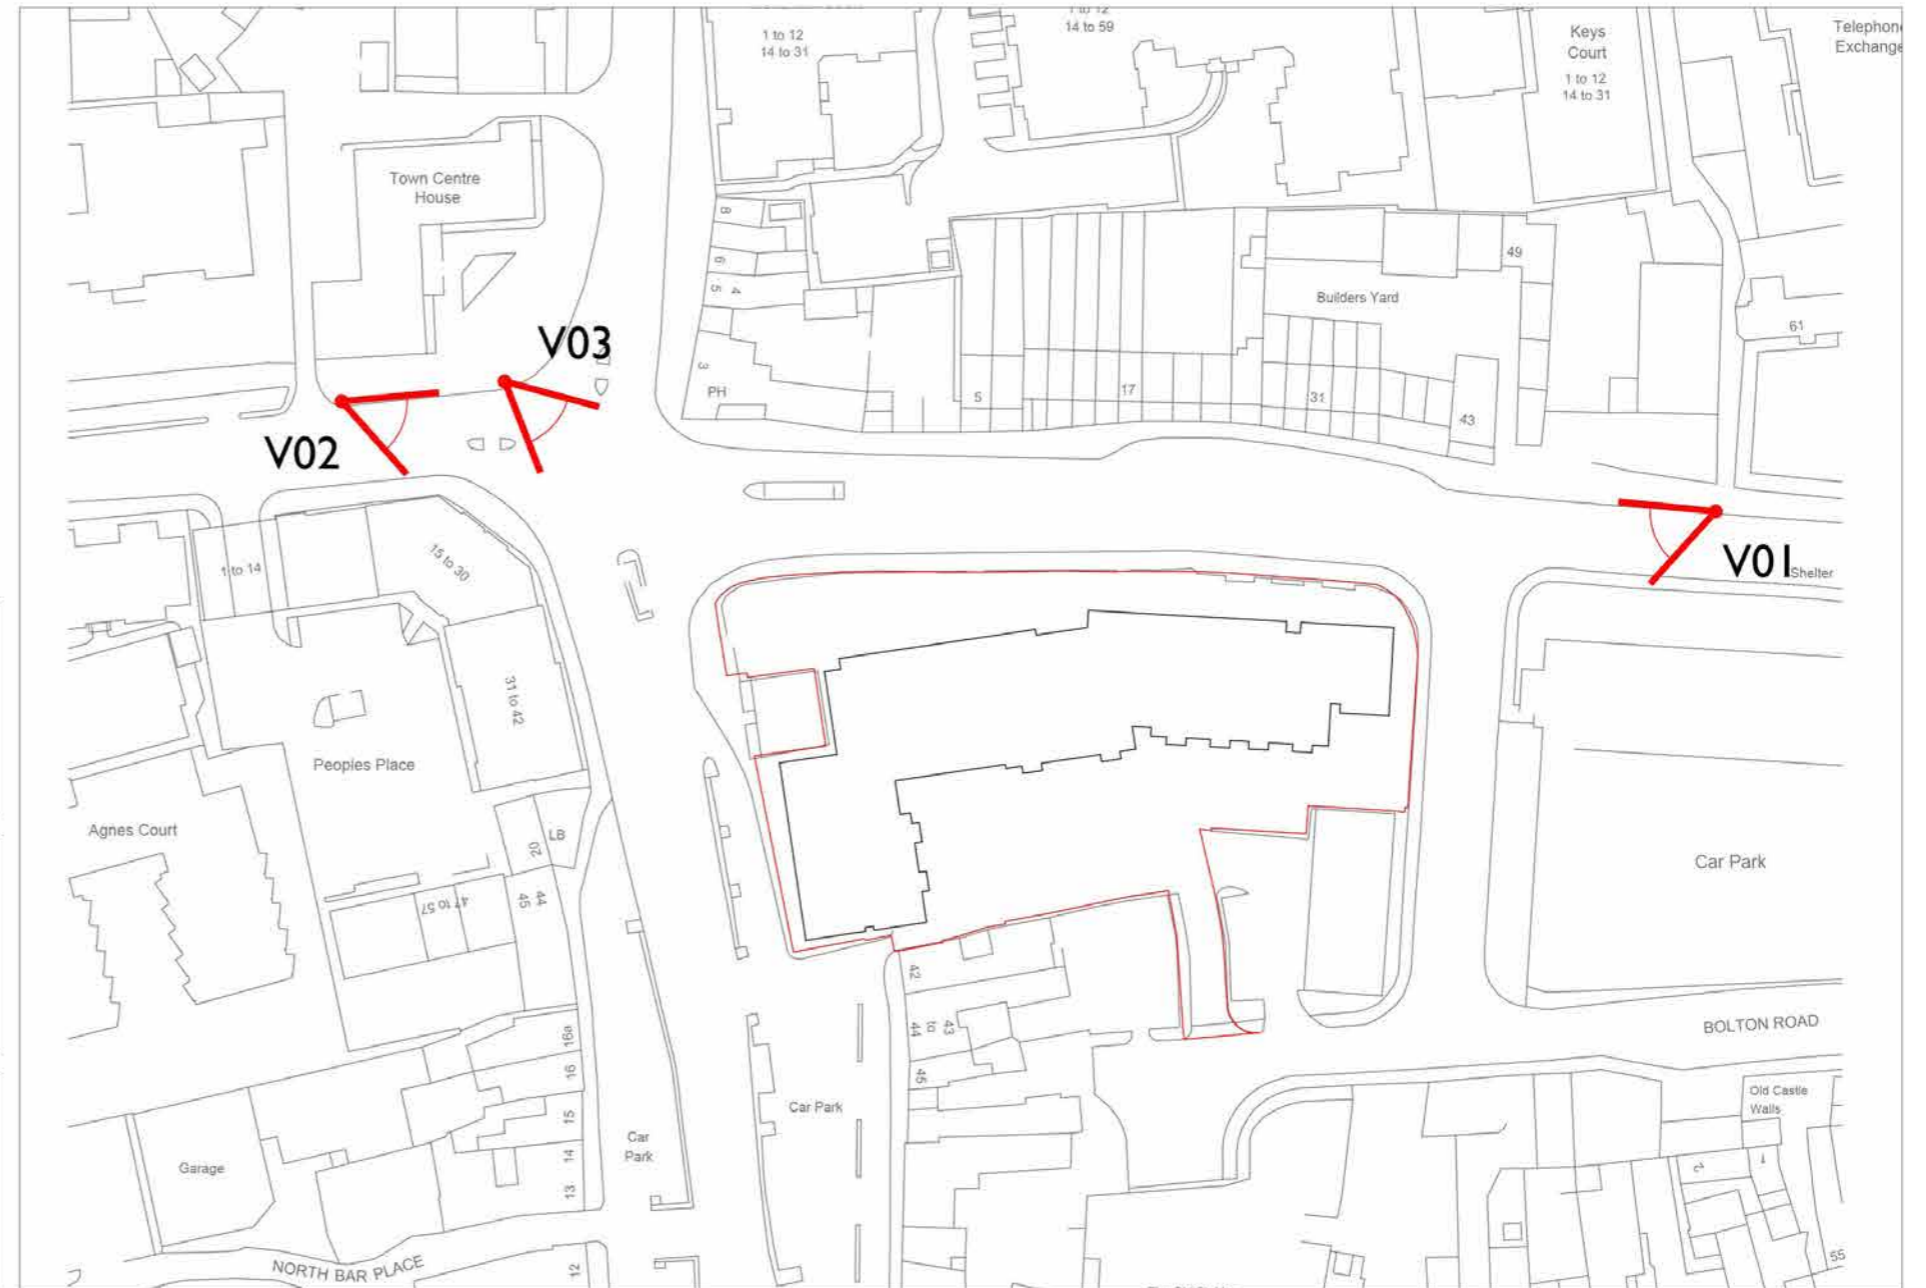 1 to 12
14 to 31
14 to 59
Keys
Court
1 to 12
14 to 31
Telephone
Exchange
Town Centre
House
8
6
5
4
3
PH
49
Builders Yard
61
V03
5
17
31
43
V02
V01
Shelter
1 to 14
15 to 30
31 to 42
Peoples Place
Agnes Court
LB
20
47 to 57
45
44
Car Park
42
44
to
43
45
BOLTON ROAD
16a
16
15
14
13
12
Car Park
Car
Park
Garage
Old Castle
Walls
2
1
55
NORTH BAR PLACE